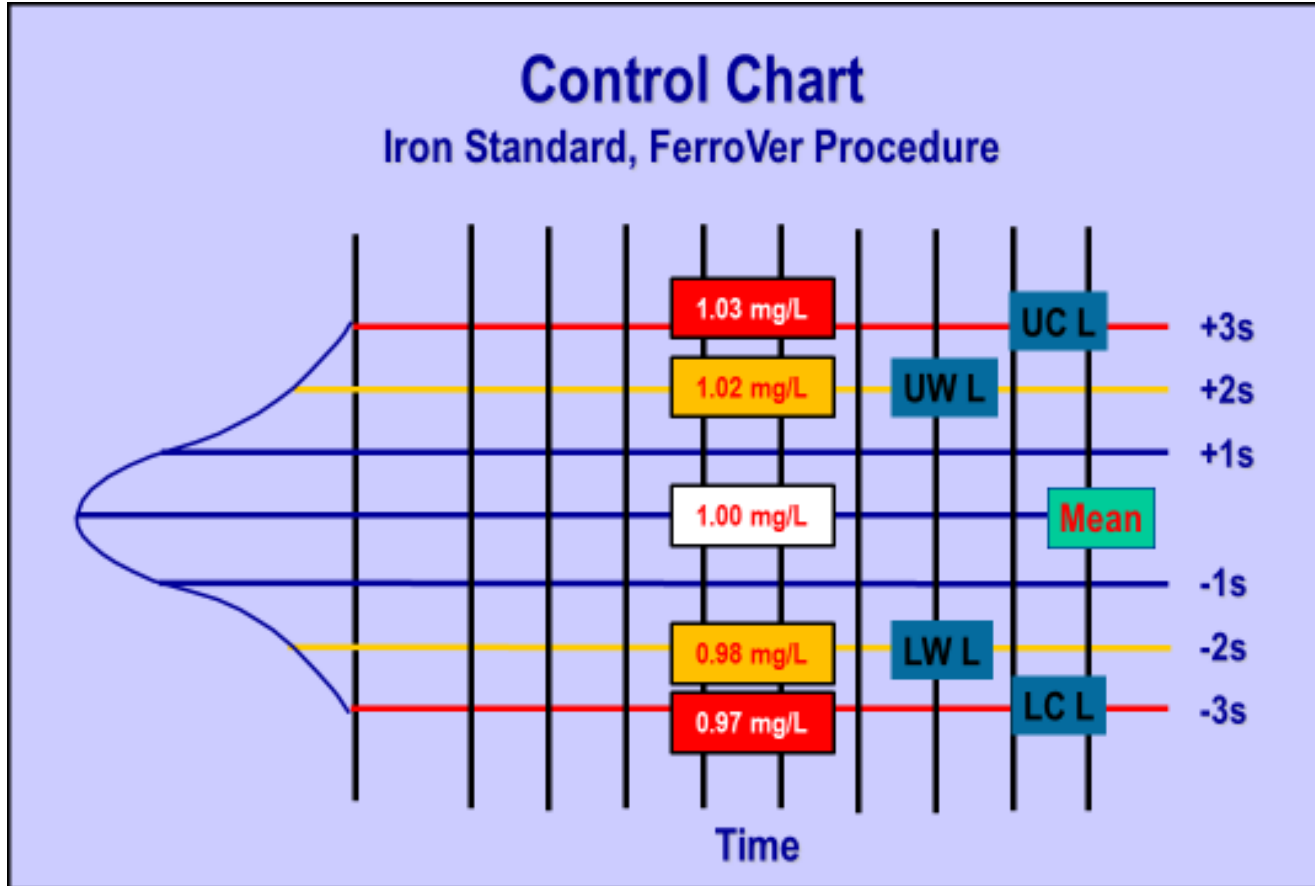 Control Chart
Iron Standard, FerroVer Procedure
1.03 mg/L
UC L
+3s
1.02 mg/L
UW L
+2s
+1s
1.00 mg/L
Mean
-1s
0.98 mg/L
LW L
-2s
0.97 mg/L
LC L
-3s
Time